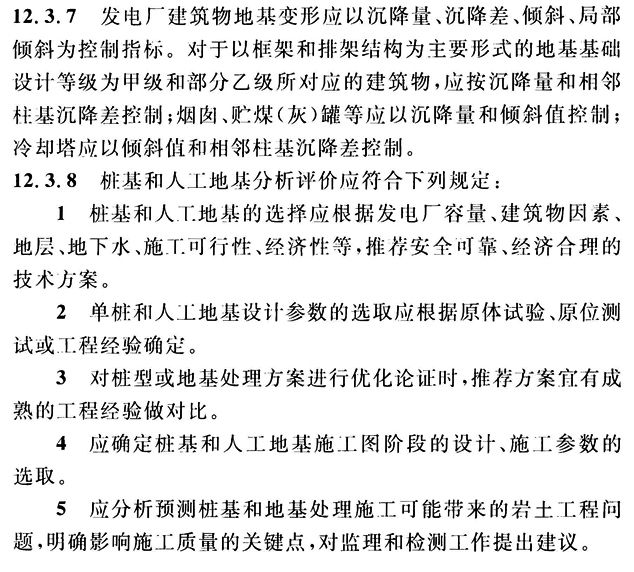 12.3.7 发电厂建筑物地基变形应以沉降量、沉降差、倾斜、局部
倾斜为控制指标。对于以框架和排架结构为主要形式的地基基础
设计等级为甲级和部分乙级所对应的建筑物,应按沉降量和相邻
柱基沉降差控制;烟囱、贮煤(灰)罐等应以沉降量和倾斜值控制;
冷却塔应以倾斜值和相邻柱基沉降差控制。
12.3.8 桩基和人工地基分析评价应符合下列规定:
1 桩基和人工地基的选择应根据发电厂容量、建筑物因素、
地层、地下水、施工可行性、经济性等,推荐安全可靠、经济合理的
技术方案。
2 单桩和人工地基设计参数的选取应根据原体试验、原位测
试或工程经验确定。
3 对桩型或地基处理方案进行优化论证时,推荐方案宜有成
熟的工程经验做对比。
4 应确定桩基和人工地基施工图阶段的设计、施工参数的
选取。
5 应分析预测桩基和地基处理施工可能带来的岩土工程问
题,明确影响施工质量的关键点,对监理和检测工作提出建议。